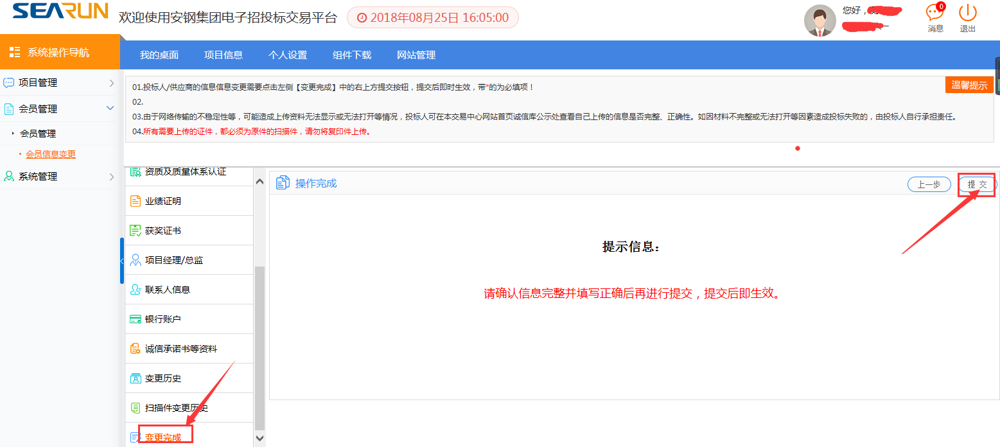 SEARUN 欢迎使用安钢集团电子招投标交易平台 2018年08月25日 16:05:00
您好，
0
消息 退出
系统操作导航
我的桌面 项目信息 个人设置 组件下载 网站管理
项目管理
会员管理
会员管理
会员信息变更
系统管理
01.投标人/供应商的信息信息变更需要点击左侧【变更完成】中的右上方提交按钮，提交后即时生效，带*的为必填项！
温馨提示
02.
03.由于网络传输的不稳定性等，可能造成上传资料无法显示或无法打开等情况，投标人可在本交易中心网站首页诚信库公示处查看自己上传的信息是否完整、正确性。如因材料不完整或无法打开等因素造成投标失败的，由投标人自行承担责任。
04.所有需要上传的证件，都必须为原件的扫描件，请勿将复印件上传。
资质及质量体系认证
业绩证明
获奖证书
项目经理/总监
联系人信息
银行账户
诚信承诺书等资料
变更历史
扫描件变更历史
变更完成
操作完成
上一步 提 交
提示信息：
请确认信息完整并填写正确后再进行提交，提交后即生效。